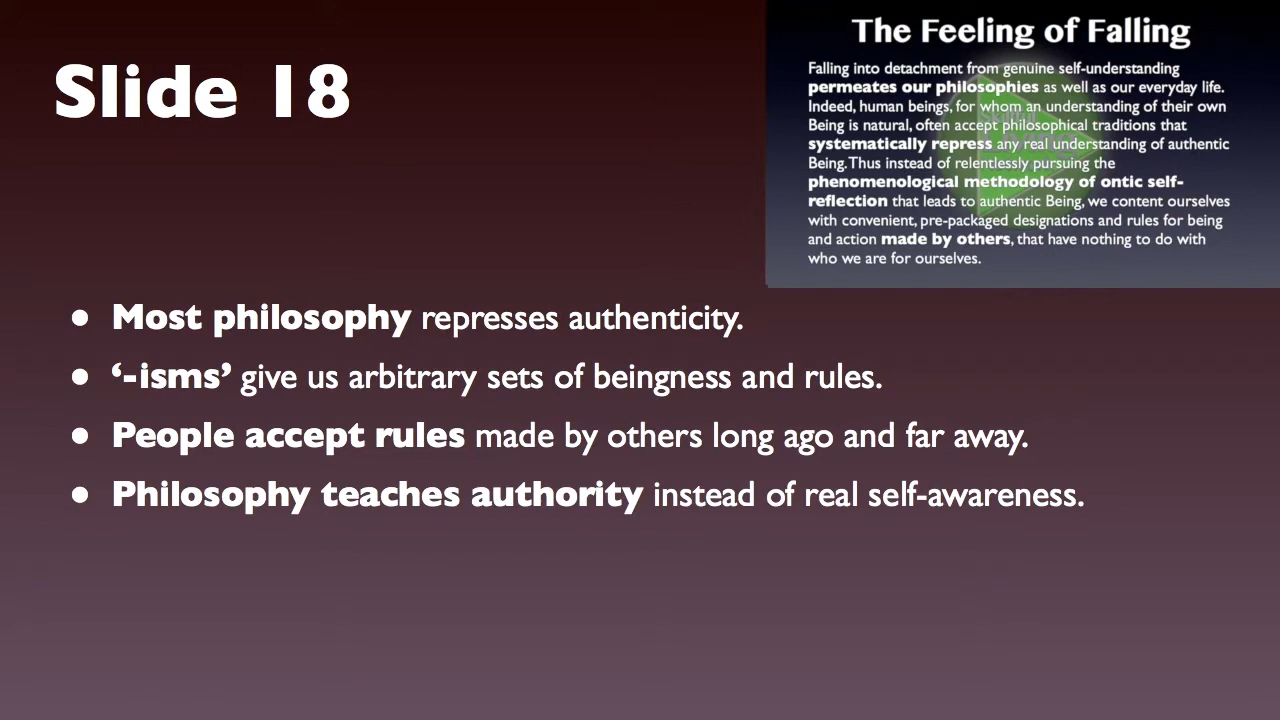 Slide 18
The Feeling of Falling
Falling into detachment from genuine self-understanding
permeates our philosophies as well as our everyday life.
Indeed, human beings, for whom an understanding of their own
Being is natural, often accept philosophical traditions that
systematically repress any real understanding of authentic
Being. Thus instead of relentlessly pursuing the
phenomenological methodology of ontic self-
reflection that leads to authentic Being, we content ourselves
with convenient, pre-packaged designations and rules for being
and action made by others, that have nothing to do with
who we are for ourselves.
● Most philosophy represses authenticity.
● ‘-isms’ give us arbitrary sets of beingness and rules.
● People accept rules made by others long ago and far away.
● Philosophy teaches authority instead of real self-awareness.